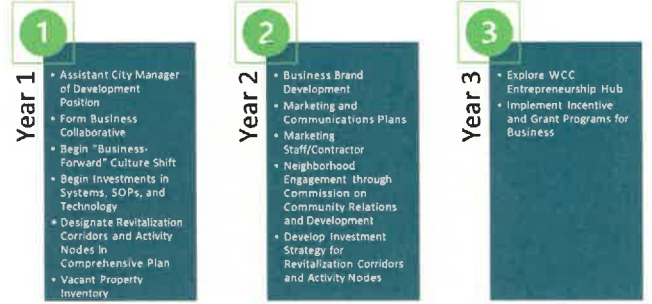 1
Year 1
• Assistant City Manager
of Development
Position
• Form Business
Collaborative
• Begin "Business-
Forward" Culture Shift
• Begin Investments in
Systems, SOPs, and
Technology
• Designate Revitalization
Corridors and Activity
Nodes in
Comprehensive Plan
• Vacant Property
Inventory
2
Year 2
• Business Brand
Development
• Marketing and
Communications Plans
• Marketing
Staff/Contractor
• Neighborhood
Engagement through
Commission on
Community Relations
and Development
• Develop Investment
Strategy for
Revitalization Corridors
and Activity Nodes
3
Year 3
• Explore WCC
Entrepreneurship Hub
• Implement Incentive
and Grant Programs for
Business